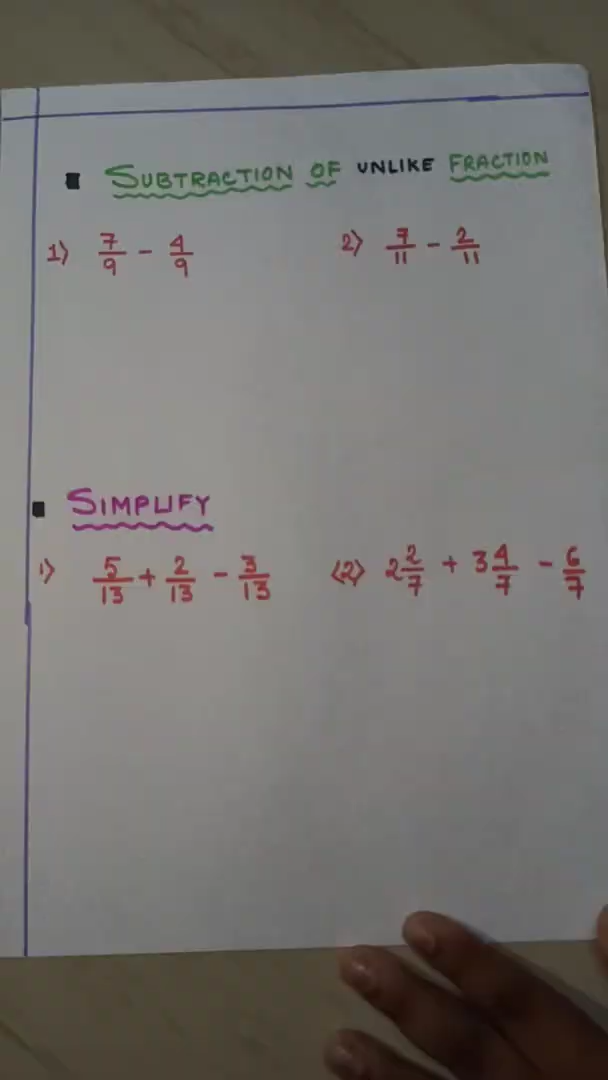 SUBTRACTION OF UNLIKE FRACTION
1) 7/9 - 4/9
2) 7/11 - 2/11
SIMPLIFY
1) 5/13 + 2/13 - 3/13
(2) 2 2/7 + 3 4/7 - 6/7